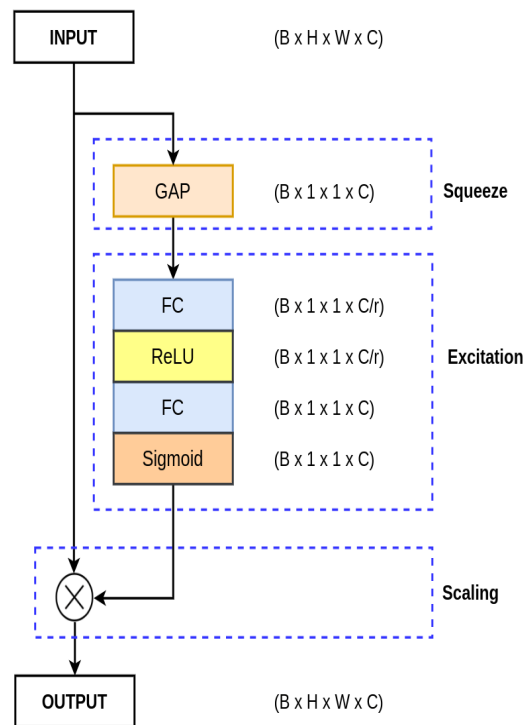 INPUT (B x H x W x C)
GAP (B x 1 x 1 x C) Squeeze
FC (B x 1 x 1 x C/r)
ReLU (B x 1 x 1 x C/r) Excitation
FC (B x 1 x 1 x C)
Sigmoid (B x 1 x 1 x C)
Scaling
OUTPUT (B x H x W x C)